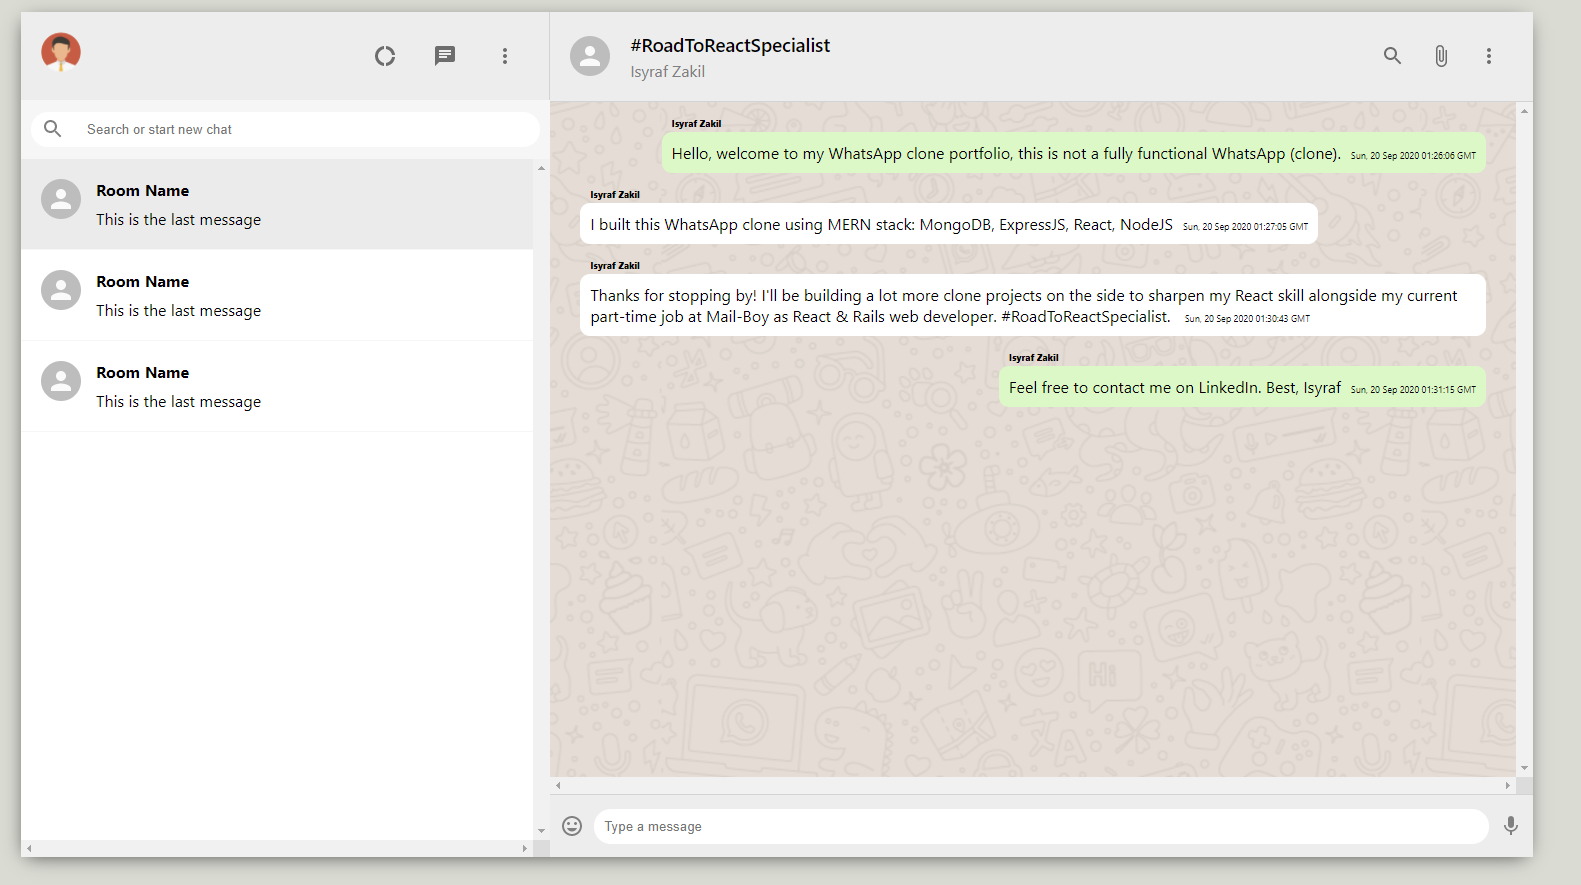 Search or start new chat
Room Name
This is the last message
Room Name
This is the last message
Room Name
This is the last message
#RoadToReactSpecialist
Isyraf Zakil
Isyraf Zakil
Hello, welcome to my WhatsApp clone portfolio, this is not a fully functional WhatsApp (clone). Sun, 20 Sep 2020 01:26:06 GMT
Isyraf Zakil
I built this WhatsApp clone using MERN stack: MongoDB, ExpressJS, React, NodeJS Sun, 20 Sep 2020 01:27:05 GMT
Isyraf Zakil
Thanks for stopping by! I'll be building a lot more clone projects on the side to sharpen my React skill alongside my current
part-time job at Mail-Boy as React & Rails web developer. #RoadToReactSpecialist. Sun, 20 Sep 2020 01:30:43 GMT
Isyraf Zakil
Feel free to contact me on LinkedIn. Best, Isyraf Sun, 20 Sep 2020 01:31:15 GMT
Hi
Type a message